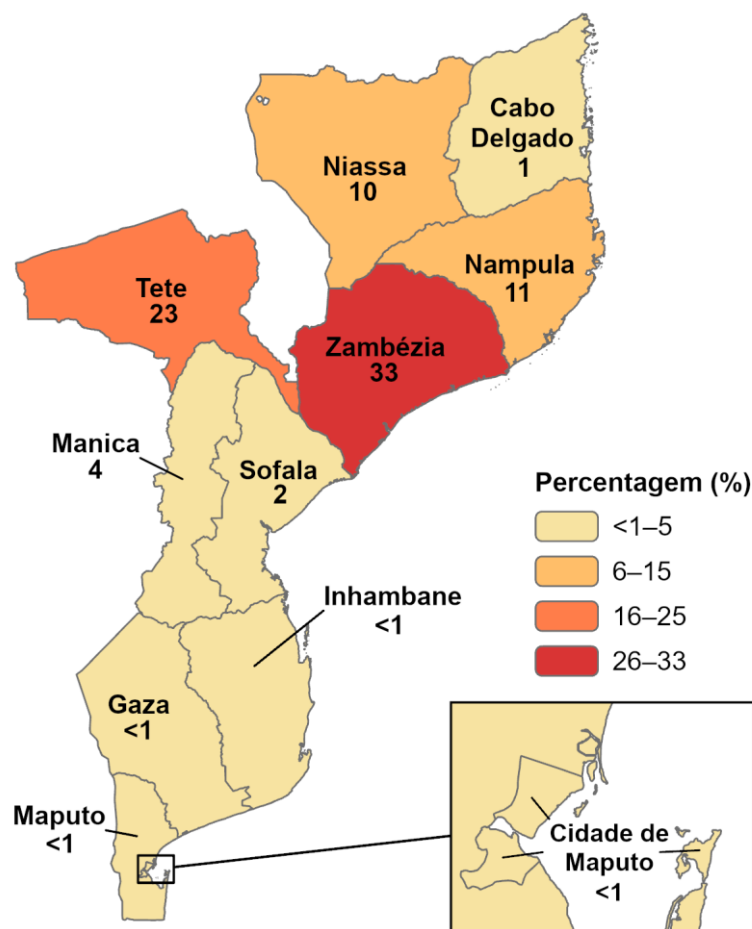 Cabo
Delgado
1
Niassa
10
Nampula
11
Tete
23
Zambézia
33
Manica
4
Sofala
2
Percentagem (%)
<1–5
6–15
16–25
26–33
Inhambane
<1
Gaza
<1
Maputo
<1
Cidade de
Maputo
<1